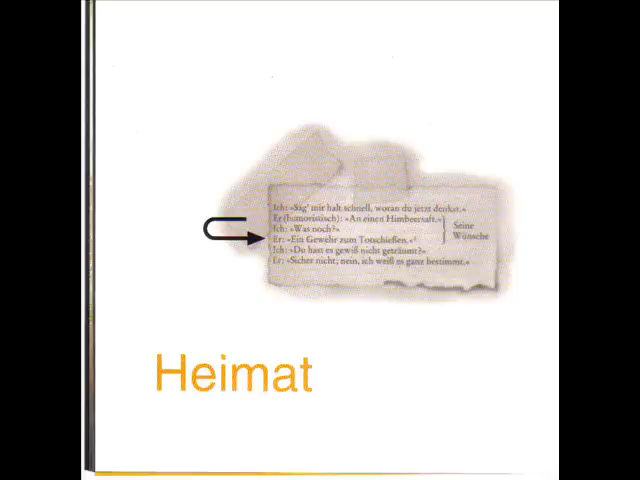 Ich: »Sag' mir halt schnell, woran du jetzt denkst.«
Er (humoristisch): »An einen Himbeersaft.«
Ich: »Was noch?«
Er: »Ein Gewehr zum Totschießen.«¹
Ich: »Du hast es gewiß nicht geträumt?«
Er: »Sicher nicht; nein, ich weiß es ganz bestimmt.«
Seine
Wünsche
Heimat